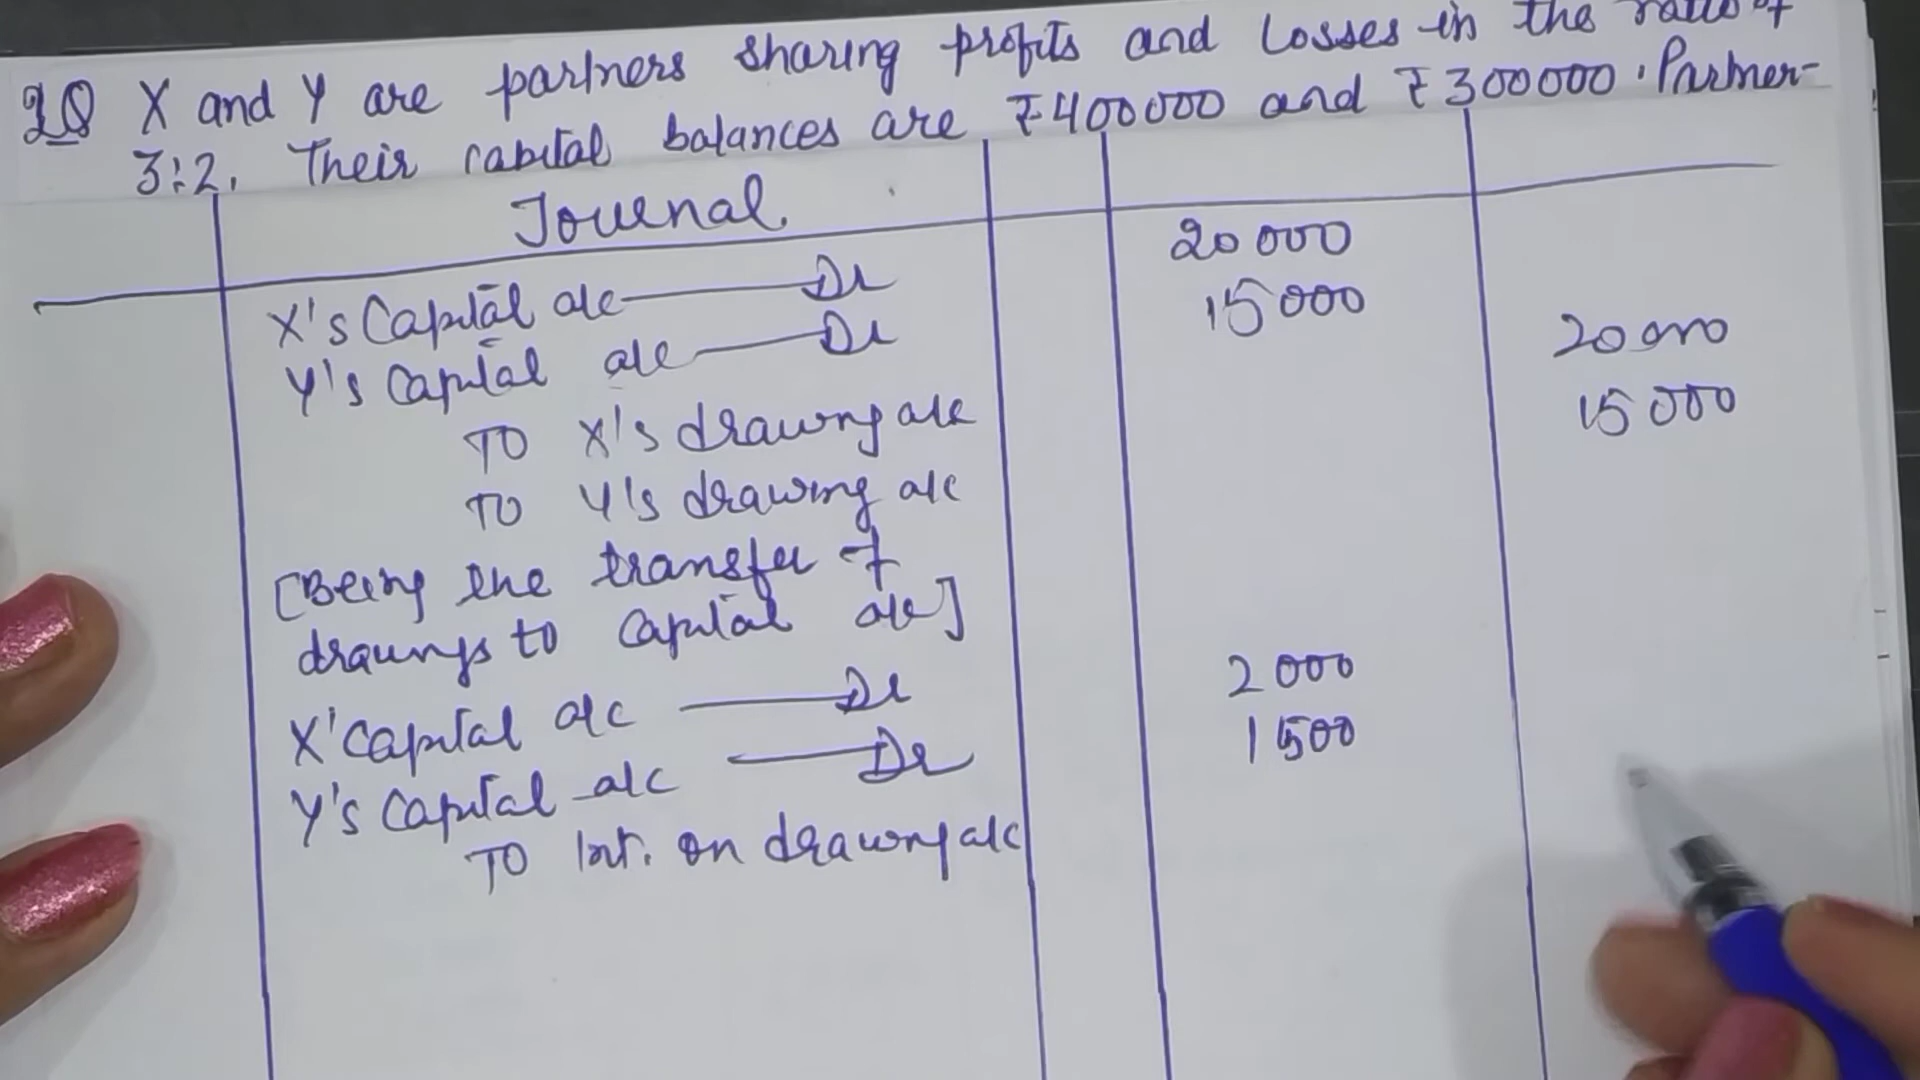 2Q X and Y are partners sharing profits and Losses in the ratio of
3:2. Their capital balances are ₹400000 and ₹300000. Partner-
Journal.
X's Capital a/c Dr 20000
Y's Capital a/c Dr 15000
To X's drawing a/c 20000
To Y's drawing a/c 15000
[Being the transfer of
drawings to Capital a/c]
X' Capital a/c Dr 2000
Y's Capital a/c Dr 1500
To Int. on drawing a/c